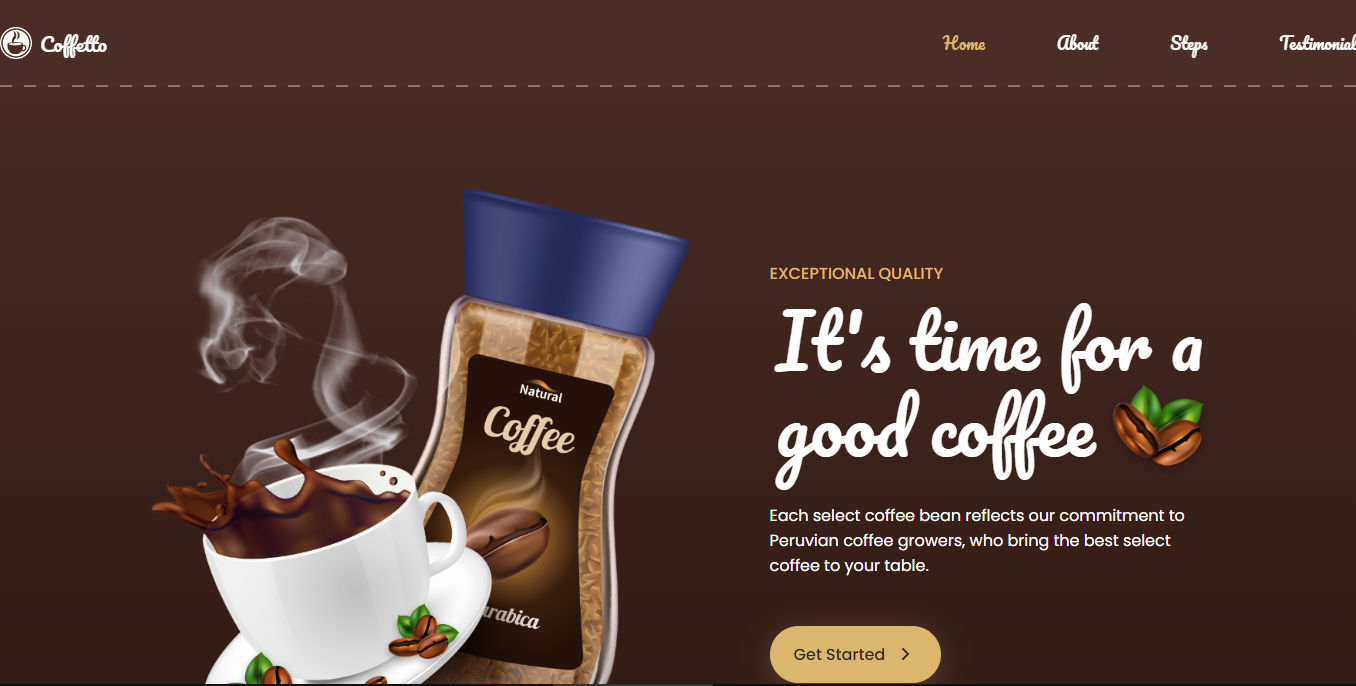 Coffetto
Home About Steps Testimonial
EXCEPTIONAL QUALITY
It's time for a
good coffee
Each select coffee bean reflects our commitment to
Peruvian coffee growers, who bring the best select
coffee to your table.
Get Started
Natural
Coffee
rabica